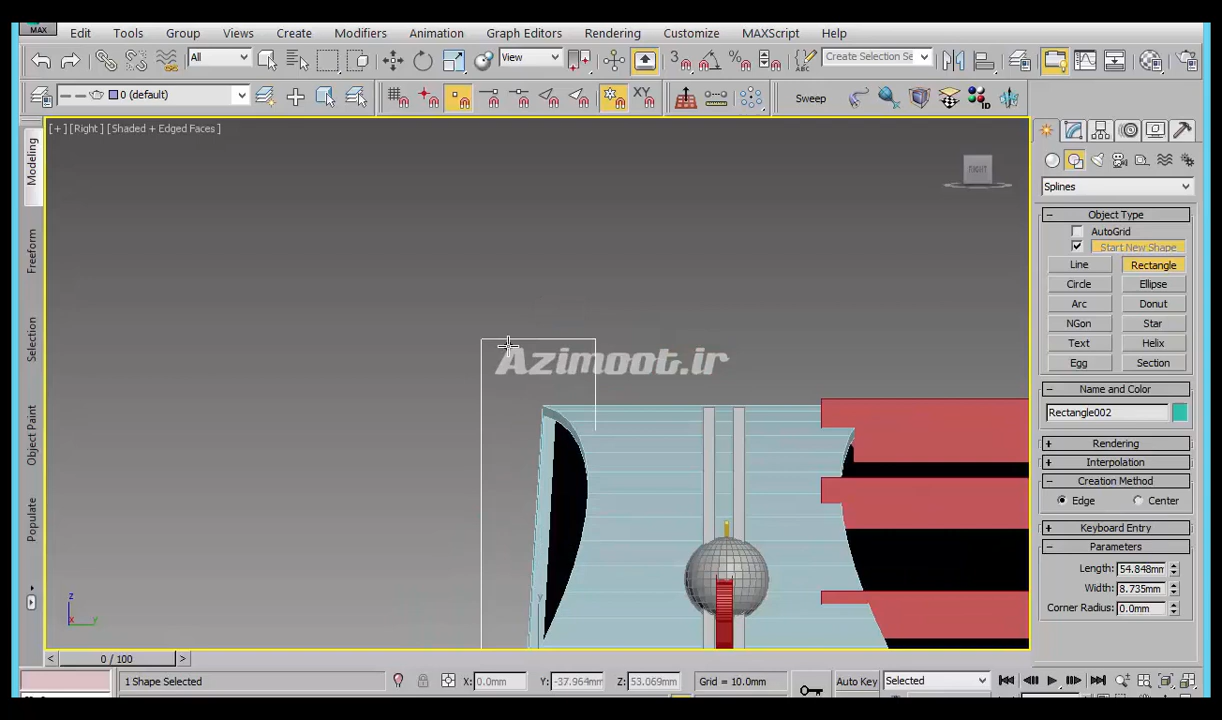 MAX Edit Tools Group Views Create Modifiers Animation Graph Editors Rendering Customize MAXScript Help
All View 3 Create Selection Se
0 (default) XY Sweep ID
[+] [Right] [Shaded + Edged Faces]
RIGHT
Modeling
Freeform
Selection
Object Paint
Populate
Azimoot.ir
Splines
Object Type
AutoGrid
Start New Shape
Line Rectangle
Circle Ellipse
Arc Donut
NGon Star
Text Helix
Egg Section
Name and Color
Rectangle002
Rendering
Interpolation
Creation Method
Edge Center
Keyboard Entry
Parameters
Length: 54.848mm
Width: 8.735mm
Corner Radius: 0.0mm
z
x y
y
< 0 / 100 >
1 Shape Selected X: 0.0mm Y: -37.964mm Z: 53.069mm Grid = 10.0mm Auto Key Selected